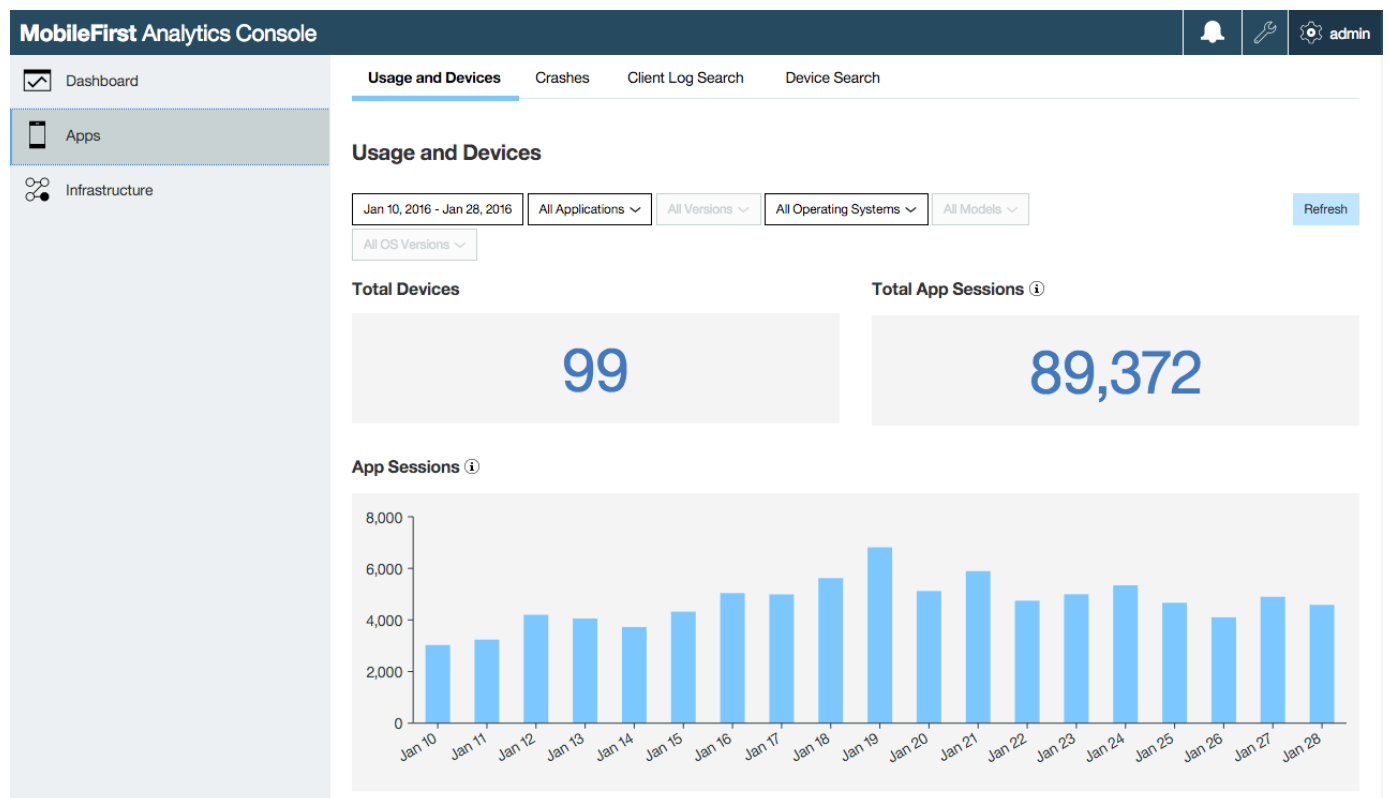 MobileFirst Analytics Console
admin
Dashboard
Apps
Infrastructure
Usage and Devices Crashes Client Log Search Device Search
Usage and Devices
Jan 10, 2016 - Jan 28, 2016 All Applications All Versions All Operating Systems All Models Refresh
All OS Versions
Total Devices
99
Total App Sessions
89,372
App Sessions
8,000
6,000
4,000
2,000
0
Jan 10 Jan 11 Jan 12 Jan 13 Jan 14 Jan 15 Jan 16 Jan 17 Jan 18 Jan 19 Jan 20 Jan 21 Jan 22 Jan 23 Jan 24 Jan 25 Jan 26 Jan 27 Jan 28